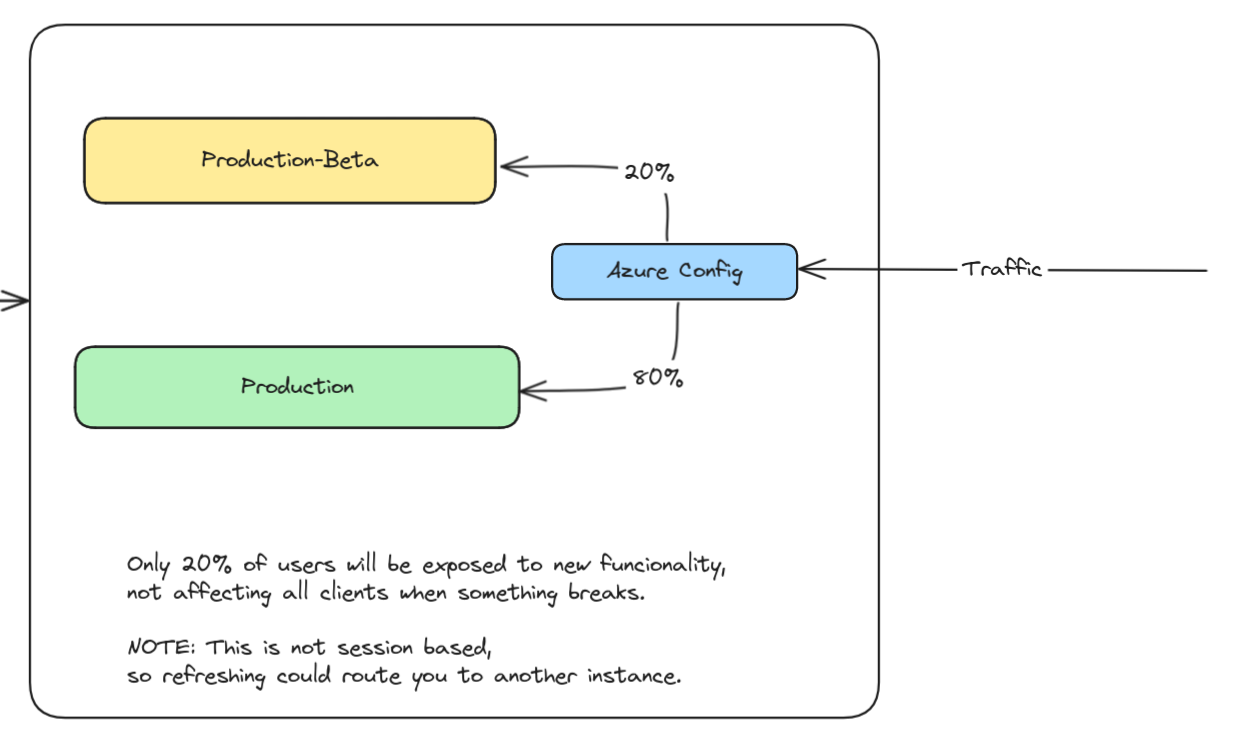 Production-Beta
20%
Azure Config
Traffic
80%
Production
Only 20% of users will be exposed to new funcionality,
not affecting all clients when something breaks.
NOTE: This is not session based,
so refreshing could route you to another instance.